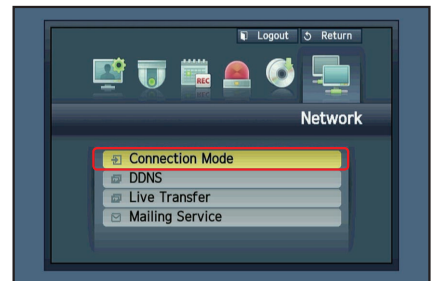 Logout Return
REC
Network
Connection Mode
DDNS
Live Transfer
Mailing Service